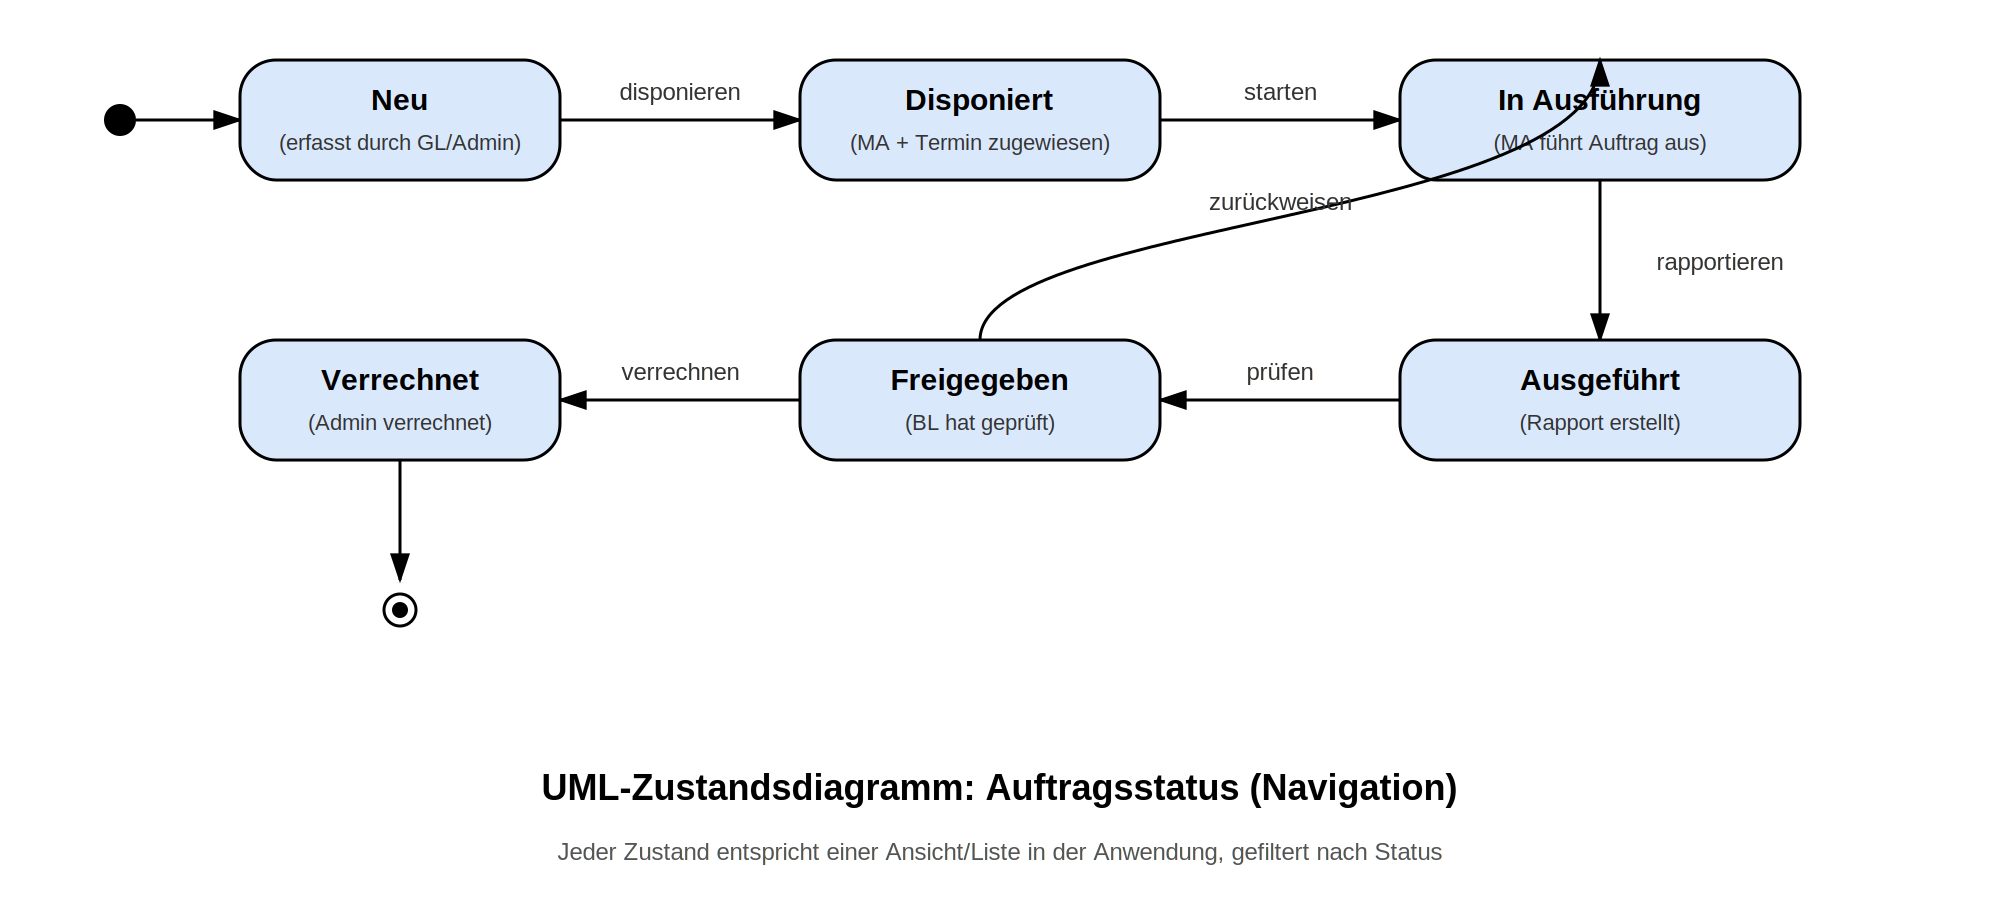 Neu
(erfasst durch GL/Admin)
disponieren
Disponiert
(MA + Termin zugewiesen)
starten
In Ausführung
(MA führt Auftrag aus)
zurückweisen
rapportieren
Verrechnet
(Admin verrechnet)
verrechnen
Freigegeben
(BL hat geprüft)
prüfen
Ausgeführt
(Rapport erstellt)
UML-Zustandsdiagramm: Auftragsstatus (Navigation)
Jeder Zustand entspricht einer Ansicht/Liste in der Anwendung, gefiltert nach Status